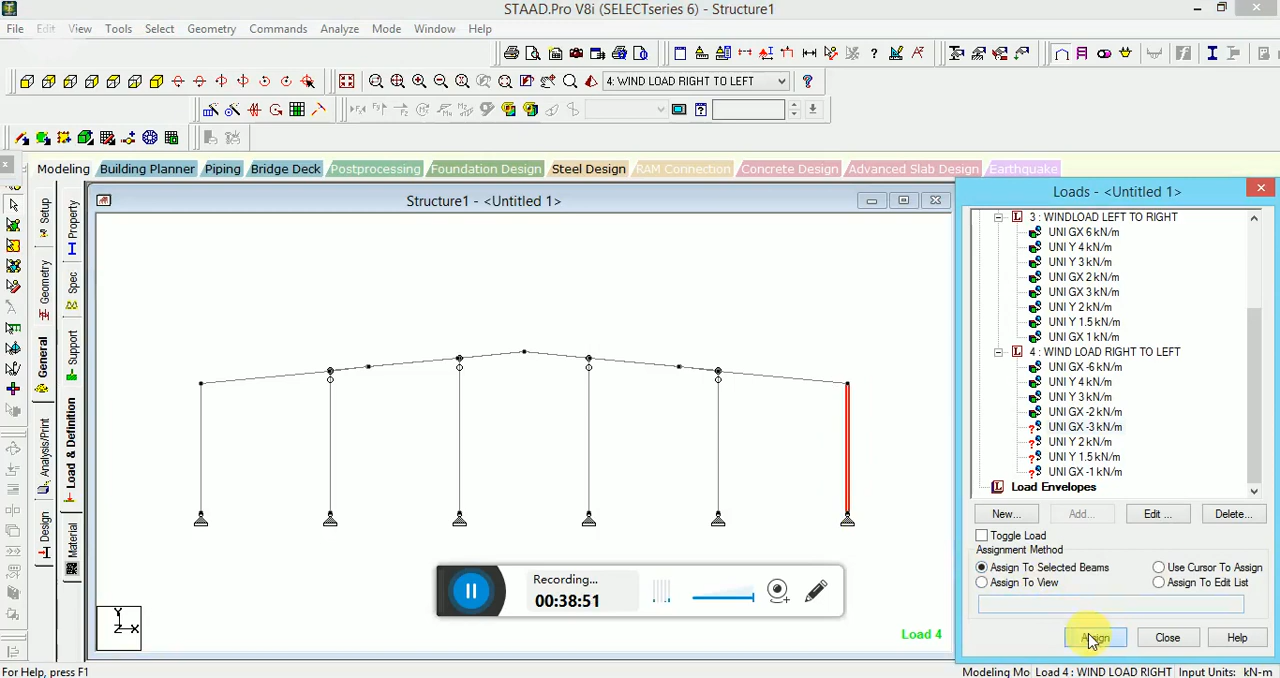 STAAD.Pro V8i (SELECTseries 6) - Structure1
File Edit View Tools Select Geometry Commands Analyze Mode Window Help
4: WIND LOAD RIGHT TO LEFT
Modeling Building Planner Piping Bridge Deck Postprocessing Foundation Design Steel Design RAM Connection Concrete Design Advanced Slab Design Earthquake
Structure1 - <Untitled 1>
Loads - <Untitled 1>
Setup
Geometry
General
Analysis/Print
Design
Property
Spec
Support
Load & Definition
Material
3 : WINDLOAD LEFT TO RIGHT
UNI GX 6 kN/m
UNI Y 4 kN/m
UNI Y 3 kN/m
UNI GX 2 kN/m
UNI GX 3 kN/m
UNI Y 2 kN/m
UNI Y 1.5 kN/m
UNI GX 1 kN/m
4 : WIND LOAD RIGHT TO LEFT
UNI GX -6 kN/m
UNI Y 4 kN/m
UNI Y 3 kN/m
UNI GX -2 kN/m
UNI GX -3 kN/m
UNI Y 2 kN/m
UNI Y 1.5 kN/m
UNI GX -1 kN/m
Load Envelopes
New... Add... Edit ... Delete...
Toggle Load
Assignment Method
Assign To Selected Beams Use Cursor To Assign
Assign To View Assign To Edit List
Assign Close Help
Recording...
00:38:51
Y
Z X
Load 4
For Help, press F1
Modeling Mo Load 4 : WIND LOAD RIGHT Input Units: kN-m